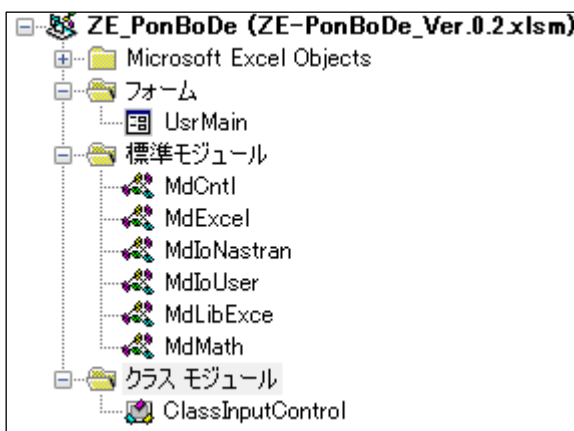 ZE_PonBoDe (ZE-PonBoDe_Ver.0.2.xlsm)
Microsoft Excel Objects
フォーム
UsrMain
標準モジュール
MdCntl
MdExcel
MdIoNastran
MdIoUser
MdLibExce
MdMath
クラス モジュール
ClassInputControl